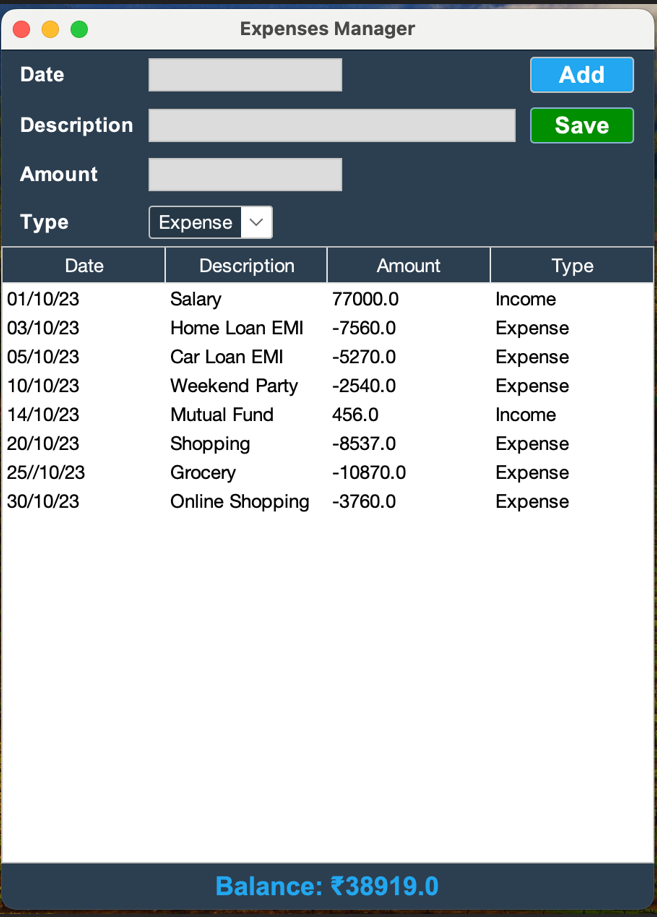 Expenses Manager
Date Add
Description Save
Amount
Type Expense
Date Description Amount Type
01/10/23 Salary 77000.0 Income
03/10/23 Home Loan EMI -7560.0 Expense
05/10/23 Car Loan EMI -5270.0 Expense
10/10/23 Weekend Party -2540.0 Expense
14/10/23 Mutual Fund 456.0 Income
20/10/23 Shopping -8537.0 Expense
25//10/23 Grocery -10870.0 Expense
30/10/23 Online Shopping -3760.0 Expense
Balance: ₹38919.0